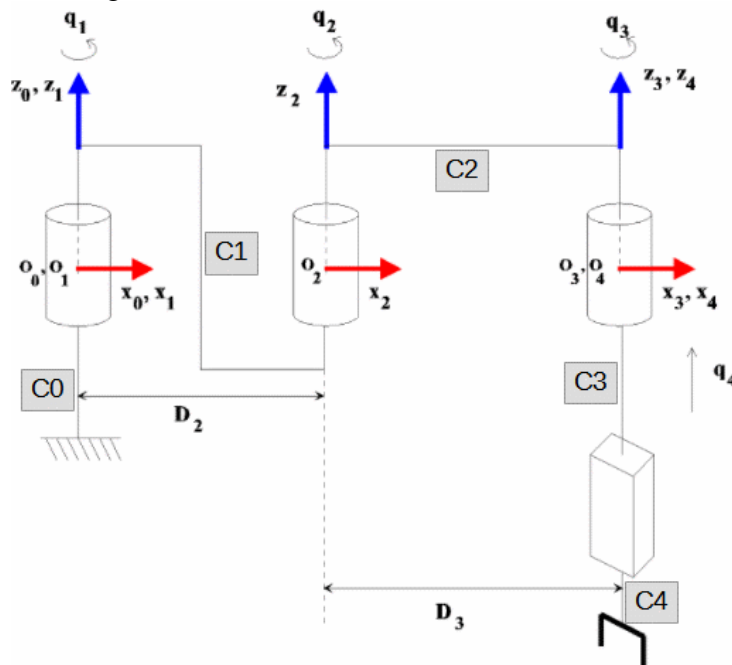 q1 q2 q3
z0, z1 z2 z3, z4
C2
C1
O0, O1 O2 O3, O4
x0, x1 x2 x3, x4
C0 C3 q4
D2
D3 C4